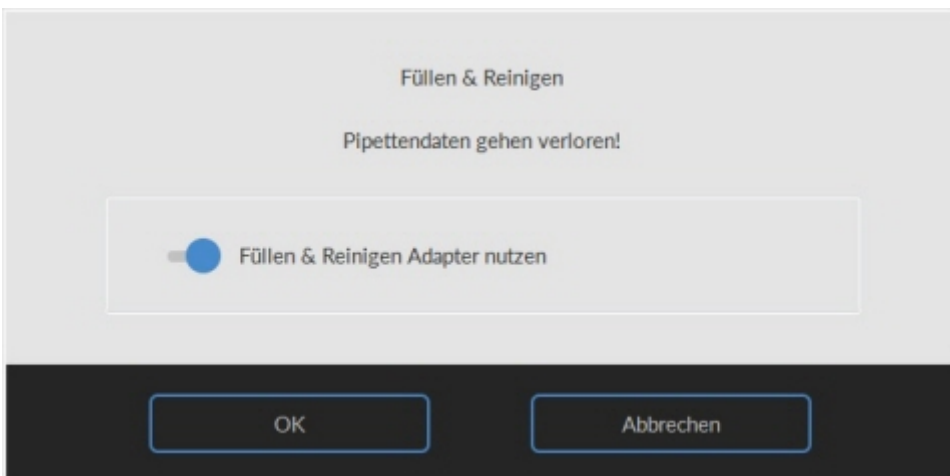 Füllen & Reinigen
Pipettendaten gehen verloren!
Füllen & Reinigen Adapter nutzen
OK
Abbrechen